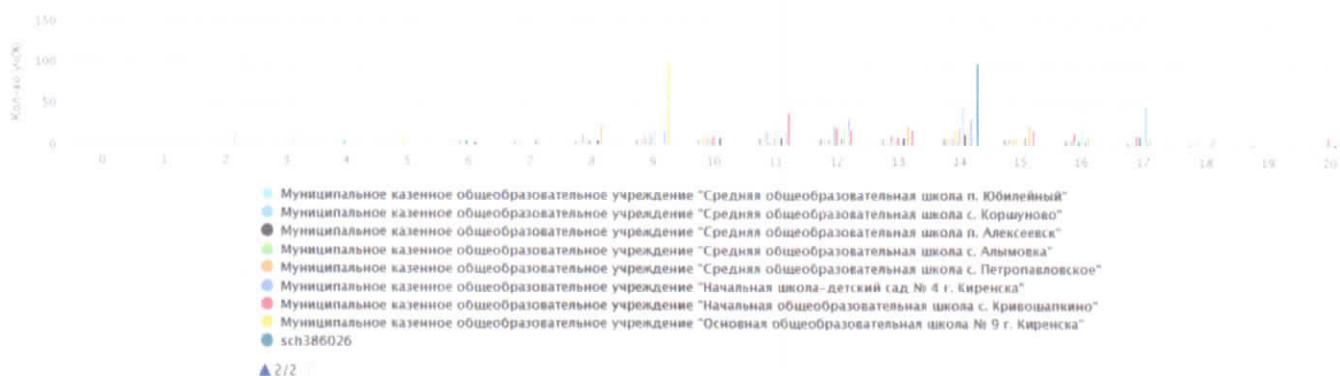 150
100
50
0
Кол-во уч(%)
0 1 2 3 4 5 6 7 8 9 10 11 12 13 14 15 16 17 18 19 20
Муниципальное казенное общеобразовательное учреждение "Средняя общеобразовательная школа п. Юбилейный"
Муниципальное казенное общеобразовательное учреждение "Средняя общеобразовательная школа с. Коршуново"
Муниципальное казенное общеобразовательное учреждение "Средняя общеобразовательная школа п. Алексеевск"
Муниципальное казенное общеобразовательное учреждение "Средняя общеобразовательная школа с. Алымовка"
Муниципальное казенное общеобразовательное учреждение "Средняя общеобразовательная школа с. Петропавловское"
Муниципальное казенное общеобразовательное учреждение "Начальная школа-детский сад № 4 г. Киренска"
Муниципальное казенное общеобразовательное учреждение "Начальная общеобразовательная школа с. Кривошапкино"
Муниципальное казенное общеобразовательное учреждение "Основная общеобразовательная школа № 9 г. Киренска"
sch386026
2/2